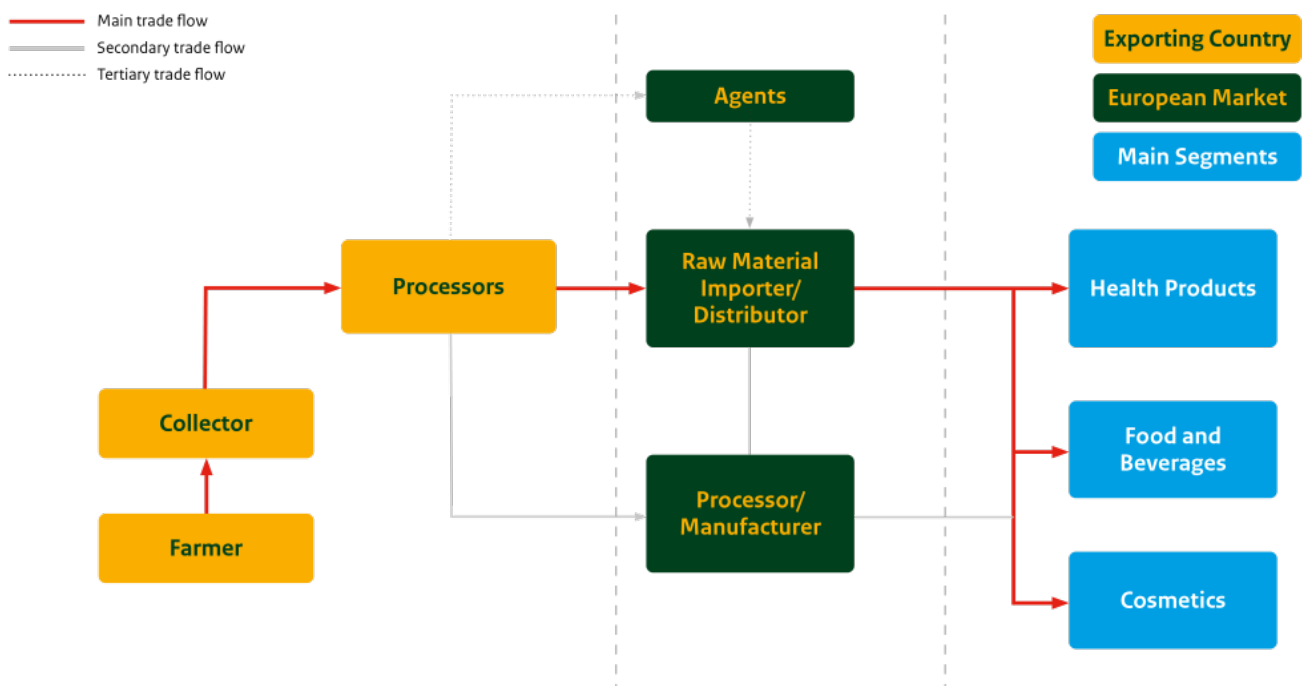 Main trade flow
Secondary trade flow
Tertiary trade flow
Exporting Country
European Market
Main Segments
Agents
Processors
Raw Material
Importer/
Distributor
Health Products
Collector
Food and
Beverages
Processor/
Manufacturer
Farmer
Cosmetics